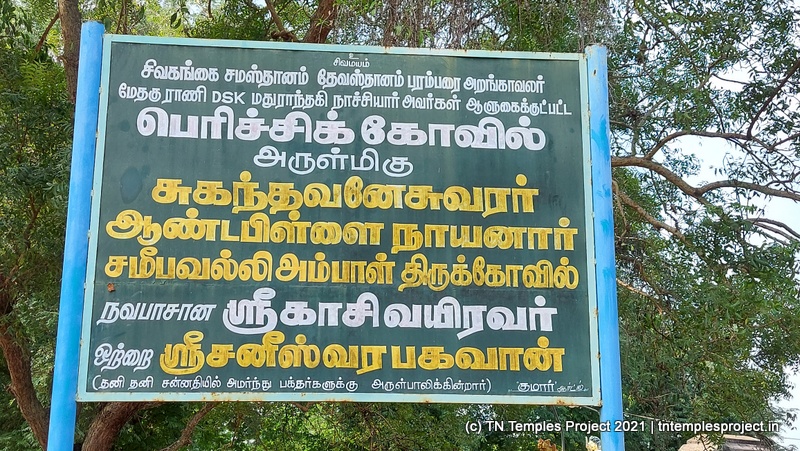 உ
சிவமயம்
சிவகங்கை சமஸ்தானம் தேவஸ்தானம் பரம்பரை அறங்காவலர்
மேதகு ராணி DSK மதுராந்தகி நாச்சியார் அவர்கள் ஆளுகைக்குட்பட்ட
பெரிச்சிக் கோவில்
அருள்மிகு
சுகந்தவனேசுவரர்
ஆண்டபிள்ளை நாயனார்
சமீபவல்லி அம்பாள் திருக்கோவில்
நவபாசான ஸ்ரீகாசி வயிரவர்
ஒற்றை ஸ்ரீசனீஸ்வர பகவான்
(தனி தனி சன்னதியில் அமர்ந்து பக்தர்களுக்கு அருள்பாலிக்கின்றார்) "குமார்"
(c) TN Temples Project 2021 | tntemplesproject.in